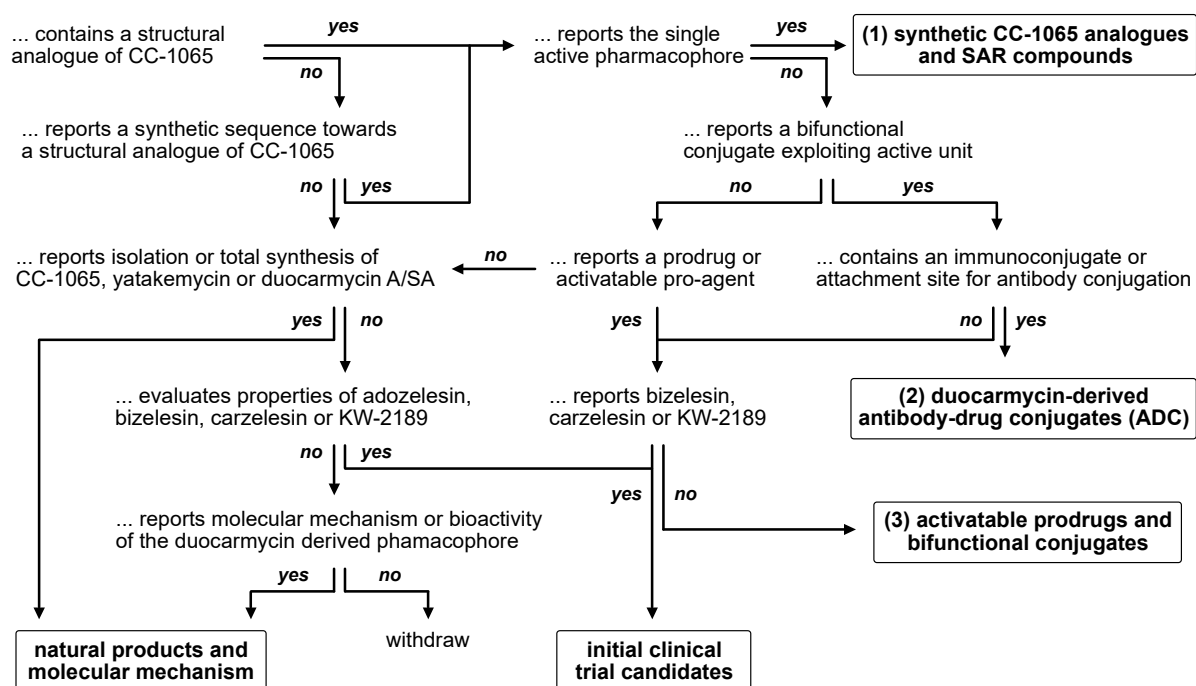 ... contains a structural
analogue of CC-1065
yes
no
... reports the single
active pharmacophore
yes
no
(1) synthetic CC-1065 analogues
and SAR compounds
... reports a synthetic sequence towards
a structural analogue of CC-1065
no
yes
... reports a bifunctional
conjugate exploiting active unit
no
yes
... reports isolation or total synthesis of
CC-1065, yatakemycin or duocarmycin A/SA
no
... reports a prodrug or
activatable pro-agent
... contains an immunoconjugate or
attachment site for antibody conjugation
yes
no
yes
no
yes
... evaluates properties of adozelesin,
bizelesin, carzelesin or KW-2189
... reports bizelesin,
carzelesin or KW-2189
(2) duocarmycin-derived
antibody-drug conjugates (ADC)
no
yes
yes
no
... reports molecular mechanism or bioactivity
of the duocarmycin derived phamacophore
(3) activatable prodrugs and
bifunctional conjugates
yes
no
natural products and
molecular mechanism
withdraw
initial clinical
trial candidates